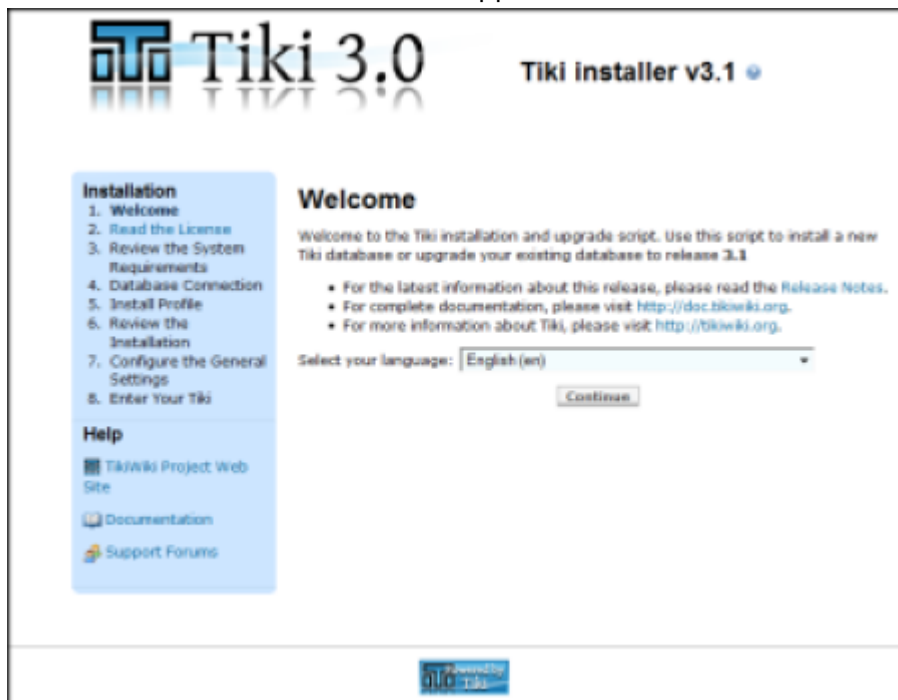 Tiki 3.0
Tiki installer v3.1
Installation
1. Welcome
2. Read the License
3. Review the System
Requirements
4. Database Connection
5. Install Profile
6. Review the
Installation
7. Configure the General
Settings
8. Enter Your Tiki
Help
TikiWiki Project Web
Site
Documentation
Support Forums
Welcome
Welcome to the Tiki installation and upgrade script. Use this script to install a new
Tiki database or upgrade your existing database to release 3.1
• For the latest information about this release, please read the Release Notes.
• For complete documentation, please visit http://doc.tikiwiki.org.
• For more information about Tiki, please visit http://tikiwiki.org.
Select your language: English (en)
Continue
Powered by
Tiki